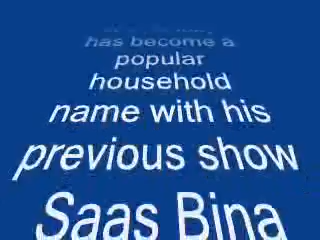 has become a
popular
household
name with his
previous show
Saas Bina